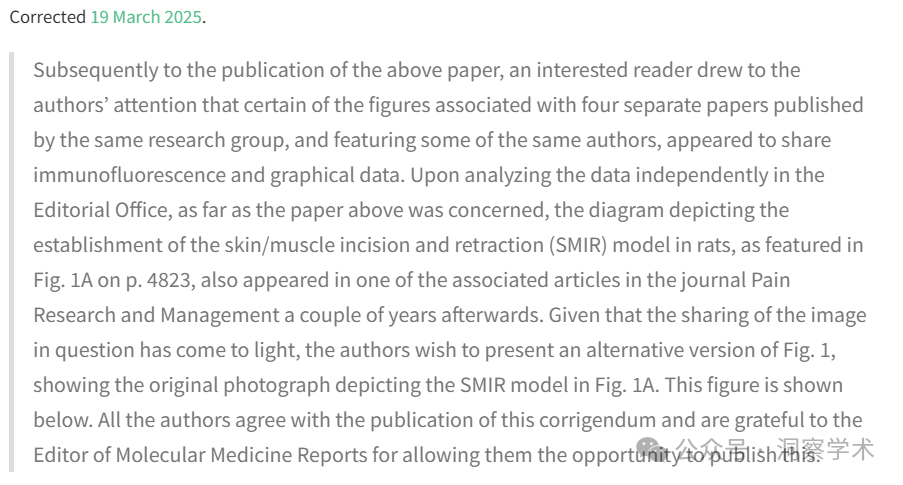 Corrected 19 March 2025.
Subsequently to the publication of the above paper, an interested reader drew to the
authors’ attention that certain of the figures associated with four separate papers published
by the same research group, and featuring some of the same authors, appeared to share
immunofluorescence and graphical data. Upon analyzing the data independently in the
Editorial Office, as far as the paper above was concerned, the diagram depicting the
establishment of the skin/muscle incision and retraction (SMIR) model in rats, as featured in
Fig. 1A on p. 4823, also appeared in one of the associated articles in the journal Pain
Research and Management a couple of years afterwards. Given that the sharing of the image
in question has come to light, the authors wish to present an alternative version of Fig. 1,
showing the original photograph depicting the SMIR model in Fig. 1A. This figure is shown
below. All the authors agree with the publication of this corrigendum and are grateful to the
Editor of Molecular Medicine Reports for allowing them the opportunity to publish this.
公众号 · 洞察学术